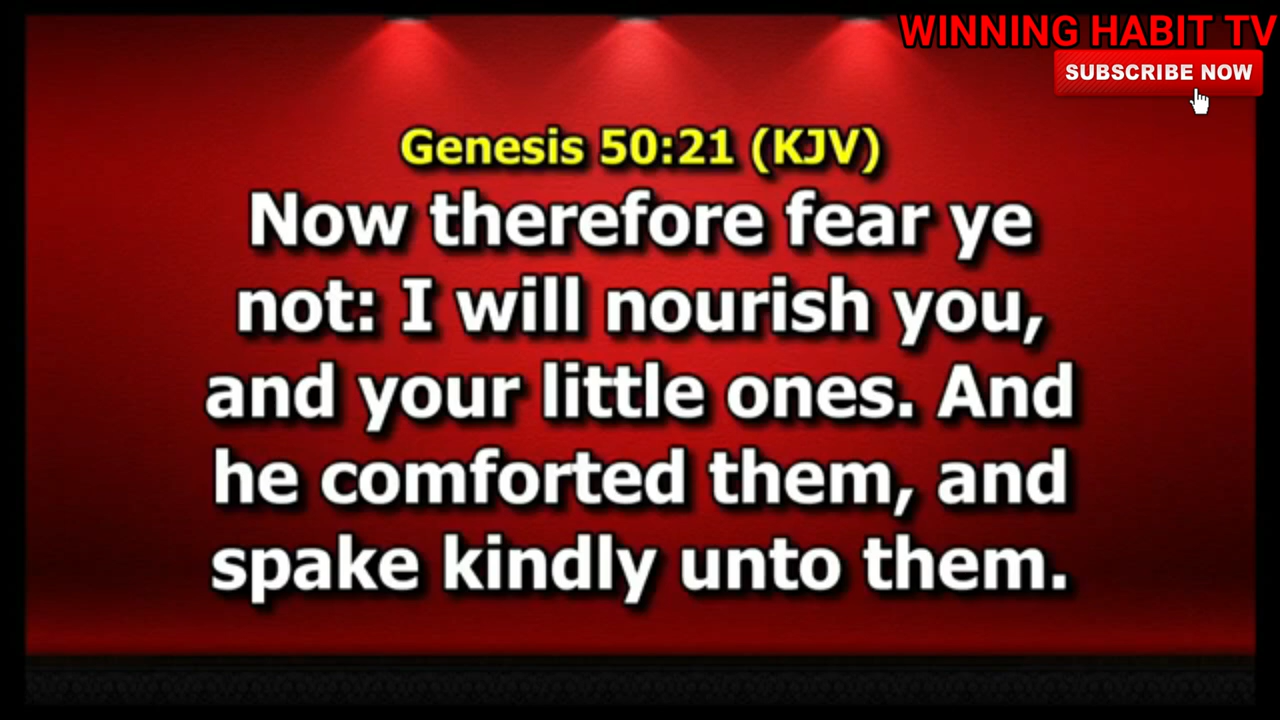 WINNING HABIT TV
SUBSCRIBE NOW
Genesis 50:21 (KJV)
Now therefore fear ye
not: I will nourish you,
and your little ones. And
he comforted them, and
spake kindly unto them.